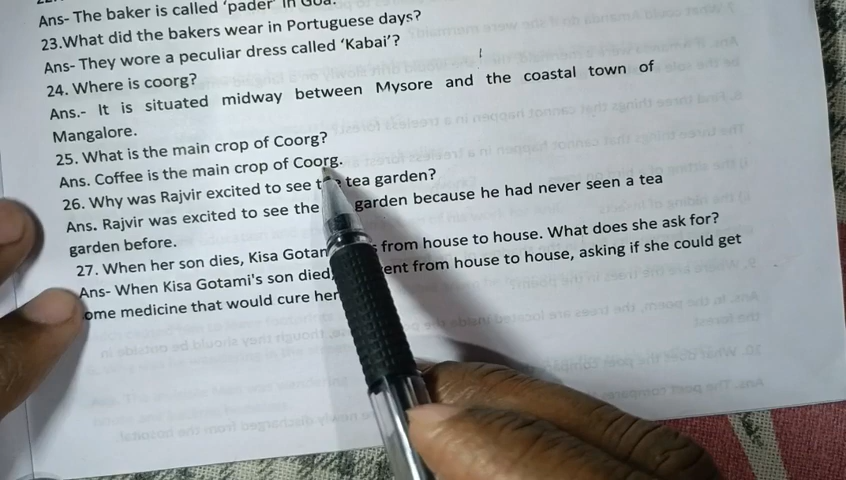 Ans- The baker is called 'pader' in Goa.
23.What did the bakers wear in Portuguese days?
Ans- They wore a peculiar dress called 'Kabai'?
24. Where is coorg?
Ans.- It is situated midway between Mysore and the coastal town of
Mangalore.
25. What is the main crop of Coorg?
Ans. Coffee is the main crop of Coorg.
26. Why was Rajvir excited to see tea garden?
Ans. Rajvir was excited to see the garden because he had never seen a tea
garden before.
27. When her son dies, Kisa from house to house. What does she ask for?
Ans- When Kisa Gotami's son died, from house to house, asking if she could get
ome medicine that would cure her